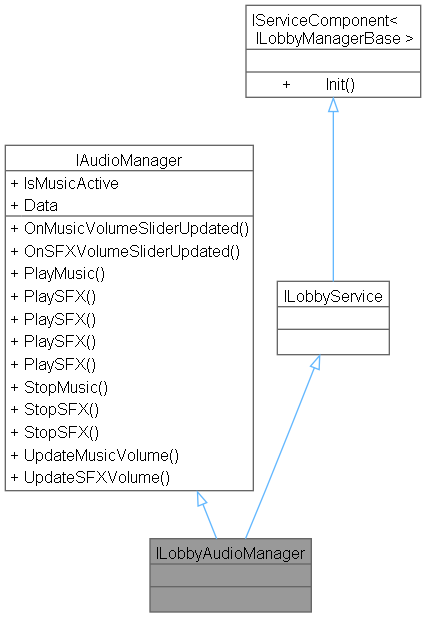 IServiceComponent<
ILobbyManagerBase >
+ Init()
IAudioManager
+ IsMusicActive
+ Data
+ OnMusicVolumeSliderUpdated()
+ OnSFXVolumeSliderUpdated()
+ PlayMusic()
+ PlaySFX()
+ PlaySFX()
+ PlaySFX()
+ PlaySFX()
+ StopMusic()
+ StopSFX()
+ StopSFX()
+ UpdateMusicVolume()
+ UpdateSFXVolume()
ILobbyService
ILobbyAudioManager